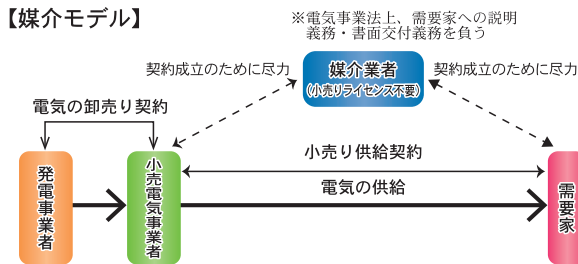 【媒介モデル】
※電気事業法上、需要家への説明
義務・書面交付義務を負う
契約成立のために尽力
媒介業者
(小売りライセンス不要)
契約成立のために尽力
電気の卸売り契約
小売り供給契約
電気の供給
発電事業者
小売電気事業者
需要家